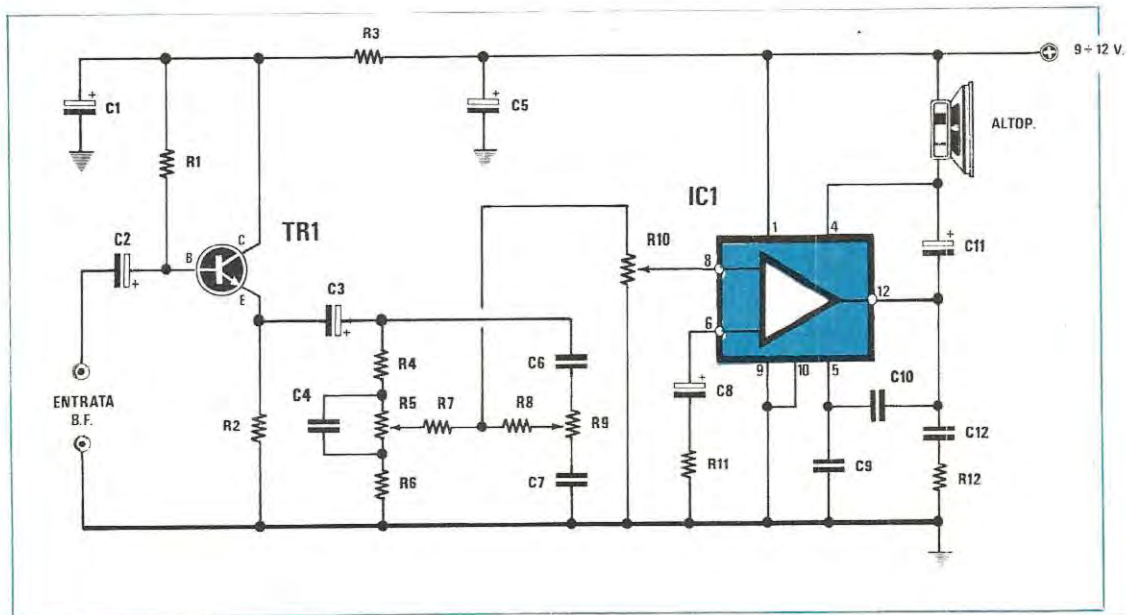 R3
9÷12 V.
+
C1
+
C5
ALTOP.
R1
IC1
TR1
1
4
C2
C
B
E
R10
8
+
C11
12
C3
+
+
6
ENTRATA
B.F.
R4
C6
+
C8
9
10
5
C10
C4
R5
R7
R8
R9
R2
C12
R11
C9
R12
R6
C7